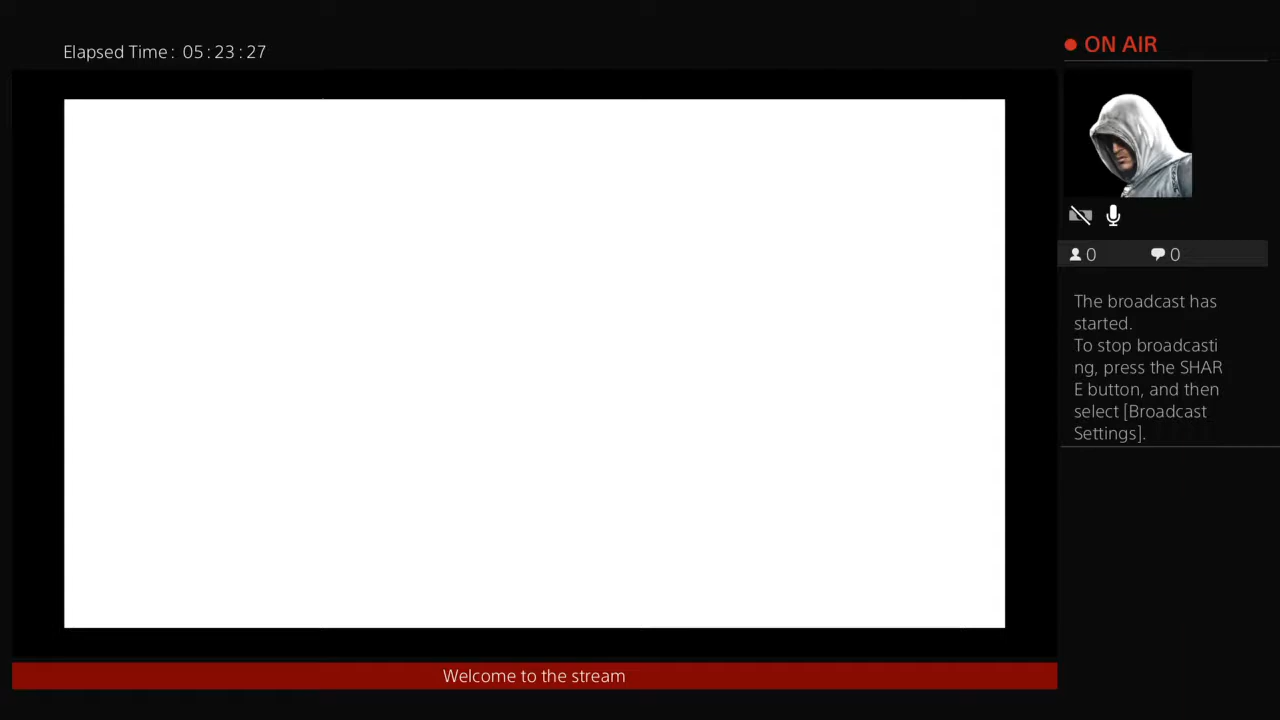 Elapsed Time: 05:23:27
ON AIR
0 0
The broadcast has
started.
To stop broadcasti
ng, press the SHAR
E button, and then
select [Broadcast
Settings].
Welcome to the stream